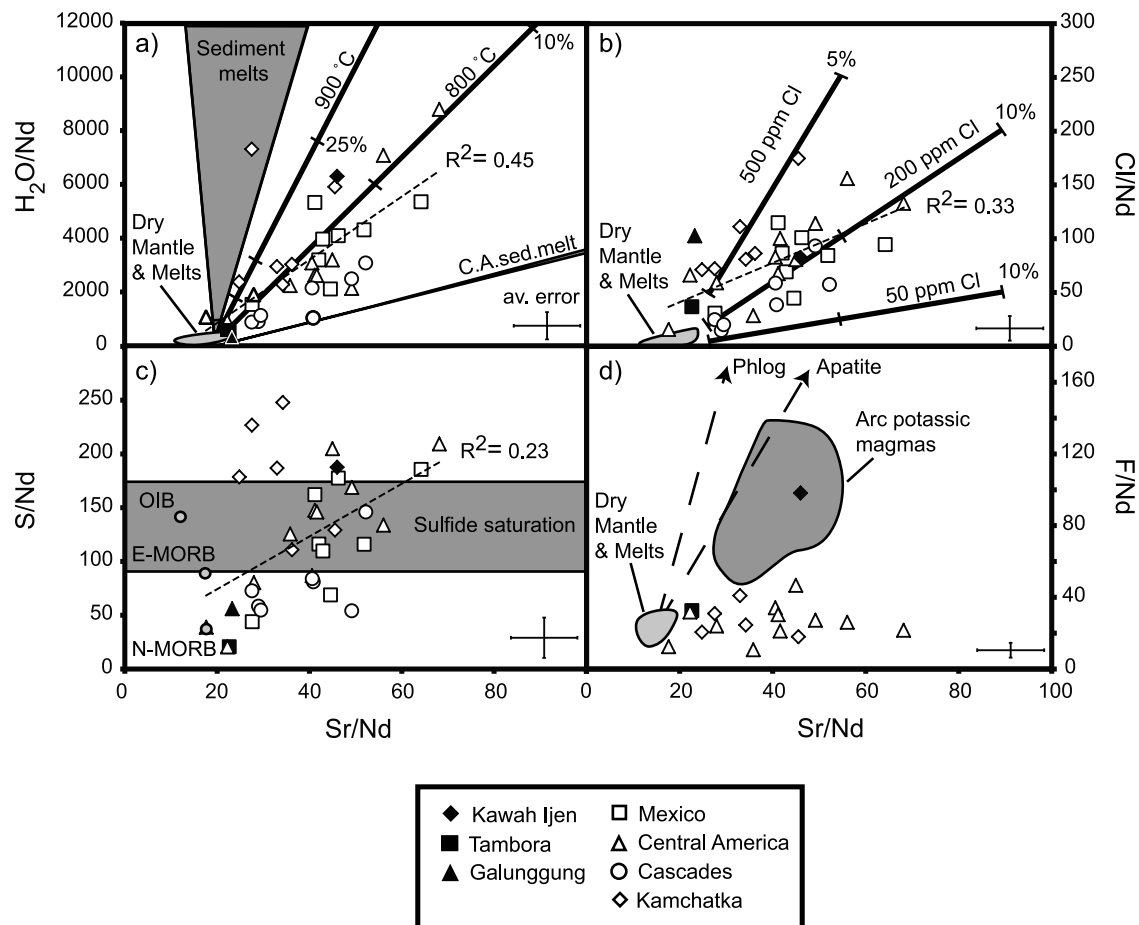 a)
12000
10000
8000
6000
4000
2000
0
H2O/Nd
Sediment
melts
900 °C
800 °C
10%
25%
R2= 0.45
Dry
Mantle
& Melts
C.A.sed.melt
av. error
b)
300
250
200
150
100
50
0
Cl/Nd
5%
500 ppm Cl
10%
200 ppm Cl
R2= 0.33
Dry
Mantle
& Melts
10%
50 ppm Cl
c)
250
200
150
100
50
0
S/Nd
R2= 0.23
OIB
Sulfide saturation
E-MORB
N-MORB
0 20 40 60 80
Sr/Nd
d)
Phlog
Apatite
Arc potassic
magmas
Dry
Mantle
& Melts
160
120
80
40
0
F/Nd
20 40 60 80 100
Sr/Nd
Kawah Ijen
Tambora
Galunggung
Mexico
Central America
Cascades
Kamchatka